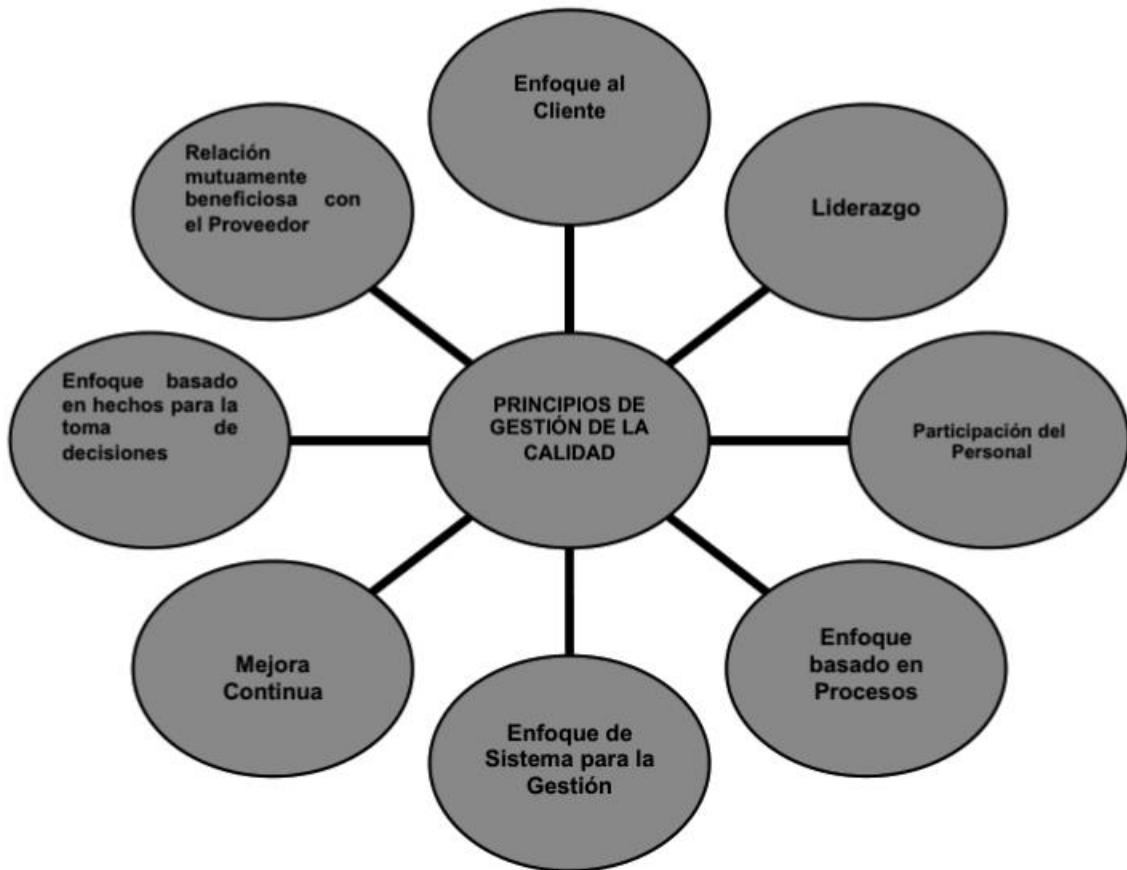 Enfoque al
Cliente
Liderazgo
Participación del
Personal
Enfoque
basado en
Procesos
Enfoque de
Sistema para la
Gestión
Mejora
Continua
Enfoque basado
en hechos para la
toma de
decisiones
Relación
mutuamente
beneficiosa con
el Proveedor
PRINCIPIOS DE
GESTIÓN DE LA
CALIDAD